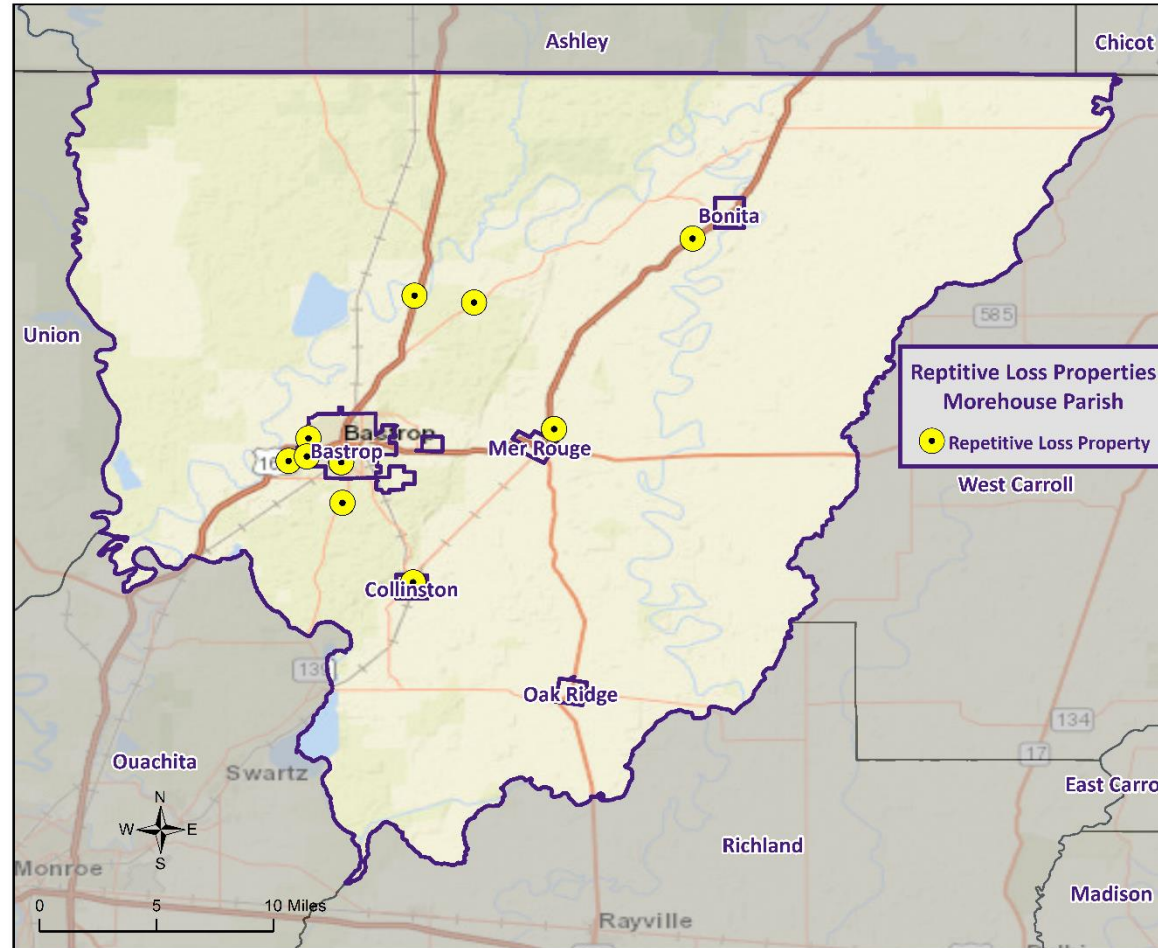 Ashley
Chicot
Bonita
Union
585
Reptitive Loss Properties
Morehouse Parish
Repetitive Loss Property
Bastrop
Bastrop
Mer Rouge
16
West Carroll
Collinston
139
Oak Ridge
134
17
Ouachita
Swartz
East Carro
N
W E
S
Richland
Monroe
Madison
0 5 10 Miles
Rayville